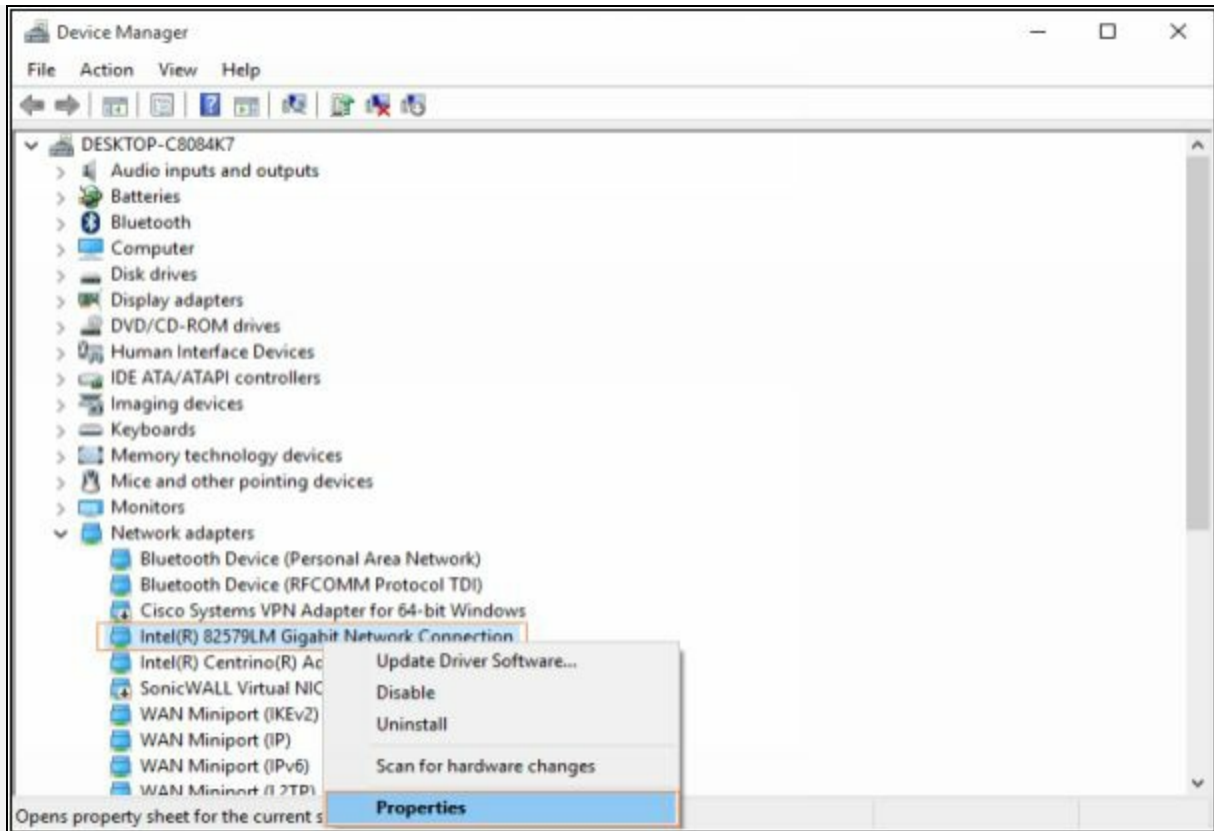 Device Manager
File Action View Help
DESKTOP-C8084K7
Audio inputs and outputs
Batteries
Bluetooth
Computer
Disk drives
Display adapters
DVD/CD-ROM drives
Human Interface Devices
IDE ATA/ATAPI controllers
Imaging devices
Keyboards
Memory technology devices
Mice and other pointing devices
Monitors
Network adapters
Bluetooth Device (Personal Area Network)
Bluetooth Device (RFCOMM Protocol TDI)
Cisco Systems VPN Adapter for 64-bit Windows
Intel(R) 82579LM Gigabit Network Connection
Intel(R) Centrino(R) Ad
SonicWALL Virtual NIC
WAN Miniport (IKEv2)
WAN Miniport (IP)
WAN Miniport (IPv6)
WAN Miniport (L2TP)
Update Driver Software...
Disable
Uninstall
Scan for hardware changes
Properties
Opens property sheet for the current s